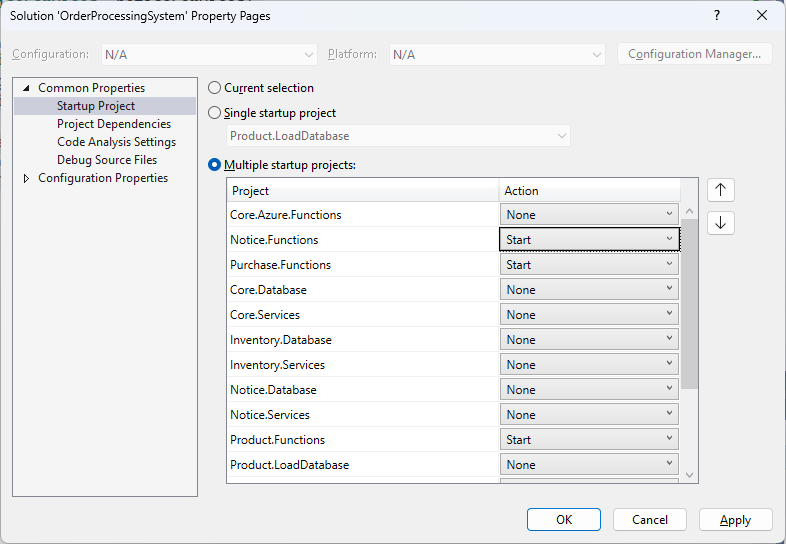 Solution 'OrderProcessingSystem' Property Pages
Configuration: N/A Platform: N/A Configuration Manager...
Common Properties
Startup Project
Project Dependencies
Code Analysis Settings
Debug Source Files
Configuration Properties
Current selection
Single startup project
Product.LoadDatabase
Multiple startup projects:
Project Action
Core.Azure.Functions None
Notice.Functions Start
Purchase.Functions Start
Core.Database None
Core.Services None
Inventory.Database None
Inventory.Services None
Notice.Database None
Notice.Services None
Product.Functions Start
Product.LoadDatabase None
OK Cancel Apply